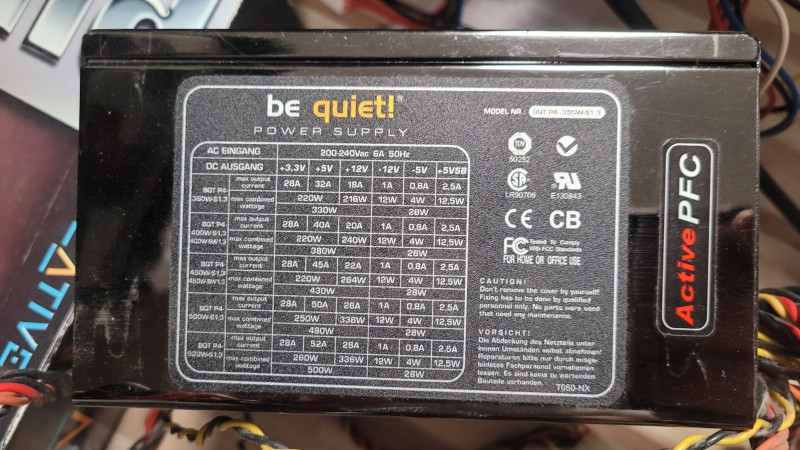 be quiet!®
POWER SUPPLY
MODEL NR.: BQT P4-350W-S1.3
AC EINGANG 200-240Vac 6A 50Hz
DC AUSGANG +3,3V +5V +12V -12V -5V +5VSB
BQT P4-350W-S1.3 max output current 28A 32A 18A 1A 0,8A 2,5A
max combined wattage 220W 216W 12W 4W 12,5W
330W 28W
BQT P4-400W-S1.3 max output current 28A 40A 20A 1A 0,8A 2,5A
max combined wattage 220W 240W 12W 4W 12,5W
380W 28W
BQT P4-450W-S1.3 max output current 28A 45A 22A 1A 0,8A 2,5A
max combined wattage 220W 264W 12W 4W 12,5W
430W 28W
BQT P4-500W-S1.3 max output current 28A 50A 28A 1A 0,8A 2,5A
max combined wattage 250W 336W 12W 4W 12,5W
480W 28W
BQT P4-520W-S1.3 max output current 28A 52A 28A 1A 0,8A 2,5A
max combined wattage 260W 336W 12W 4W 12,5W
500W 28W
50252
LR90706
E130843
CE CB
FC Tested To Comply
With FCC Standards
FOR HOME OR OFFICE USE
CAUTION!
Don't remove the cover by yourself!
Fixing has to be done by qualified
personnel only. No parts were used
that need any maintenance.
VORSICHT!
Die Abdeckung des Netzteils unter
keinen Umständen selbst abnehmen!
Reparaturen bitte nur durch ausge-
bildetes Fachpersonal vornehmen
lassen. Es sind keine zu wartenden
Bauteile vorhanden.
T050-NX
Active PFC